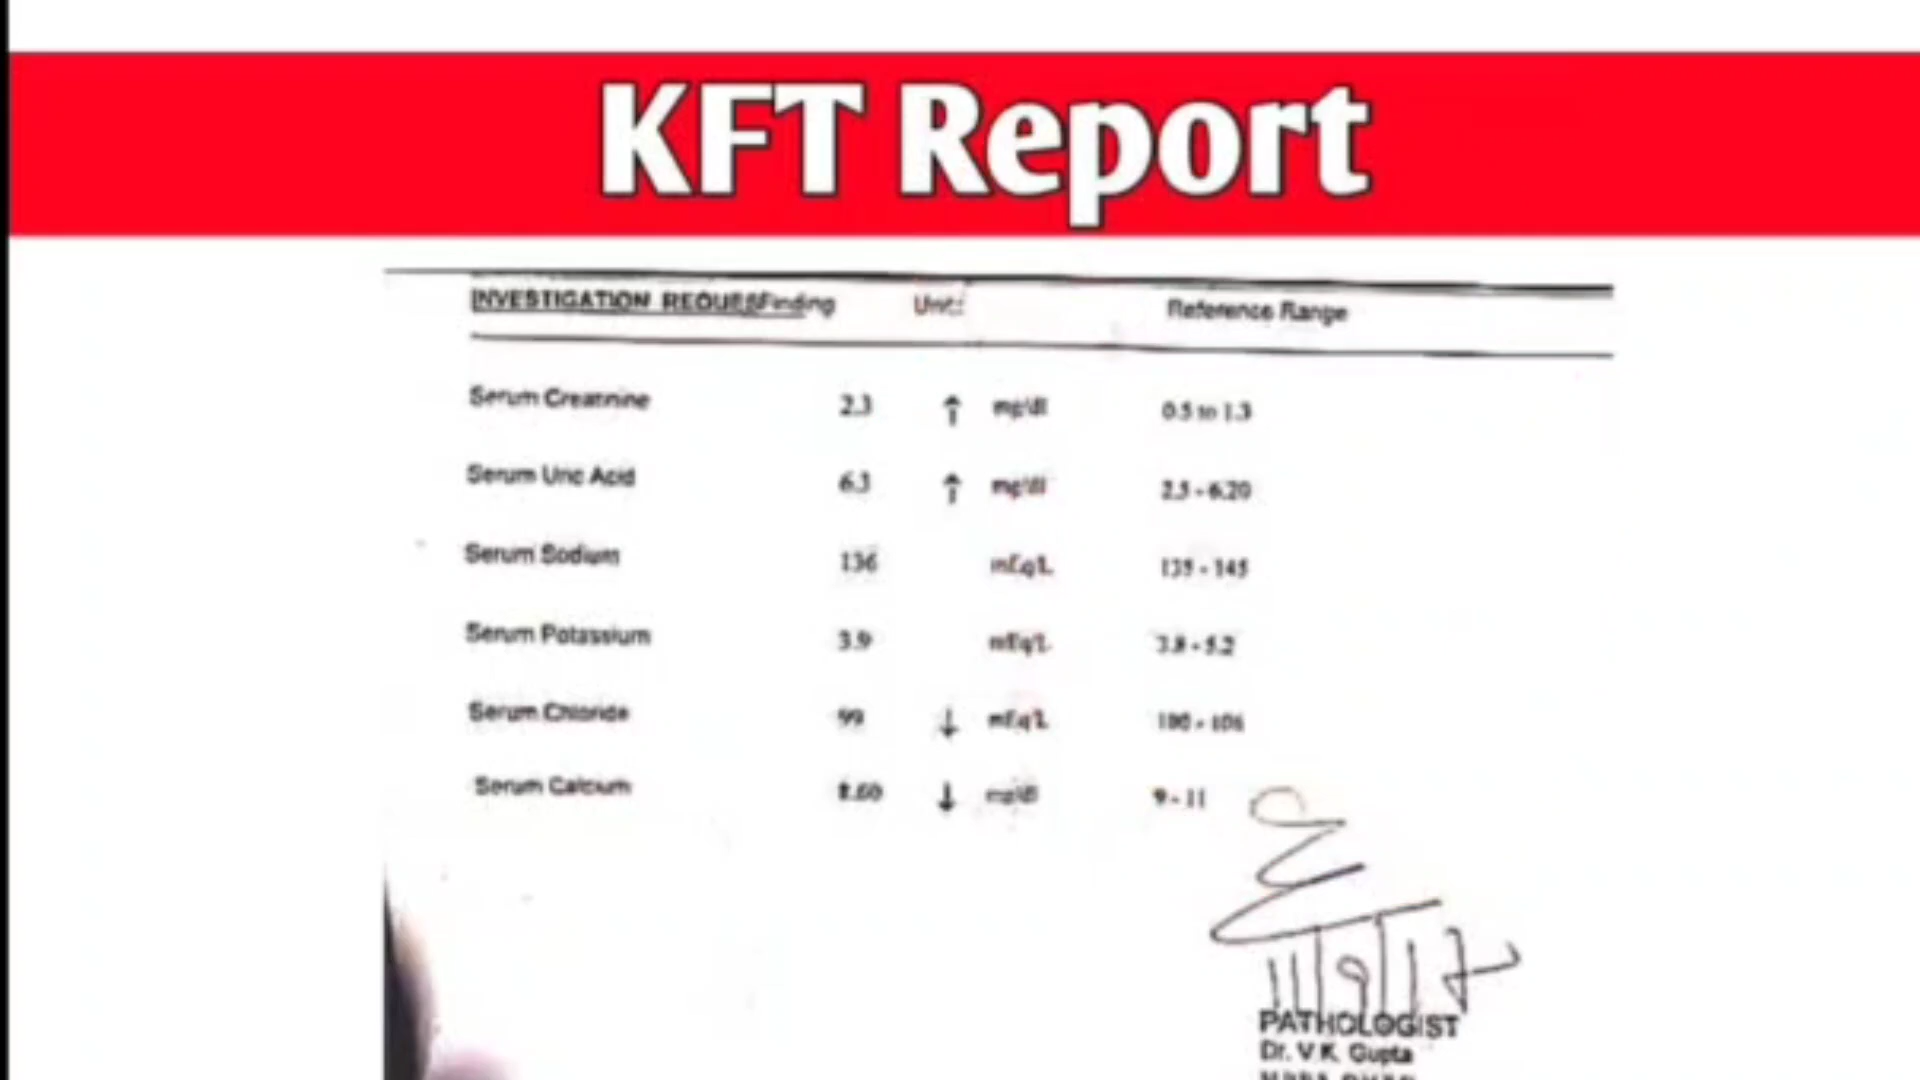 KFT Report
INVESTIGATION REQUES Finding Unit Reference Range
Serum Creatnine 2.3 ↑ mg/dl 0.5 to 1.3
Serum Uric Acid 6.3 ↑ mg/dl 2.5 - 6.20
Serum Sodium 136 mEq/L 135 - 145
Serum Potassium 3.9 mEq/L 3.8 - 5.2
Serum Chloride 99 ↓ mEq/L 100 - 106
Serum Calcium 8.60 ↓ mg/dl 9 - 11
11/9/17
PATHOLOGIST
Dr. V.K. Gupta